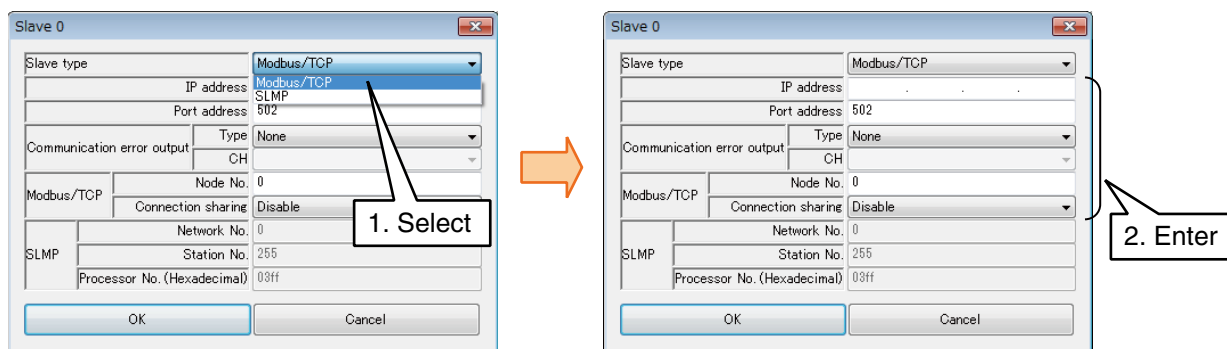 Slave 0
Slave type Modbus/TCP
Modbus/TCP
IP address
SLMP
Port address 502
Communication error output Type None
CH
Modbus/TCP Node No. 0
Connection sharing Disable
SLMP Network No. 0
Station No. 255
Processor No. (Hexadecimal) 03ff
OK Cancel
1. Select
Slave 0
Slave type Modbus/TCP
IP address . . .
Port address 502
Communication error output Type None
CH
Modbus/TCP Node No. 0
Connection sharing Disable
SLMP Network No. 0
Station No. 255
Processor No. (Hexadecimal) 03ff
OK Cancel
2. Enter